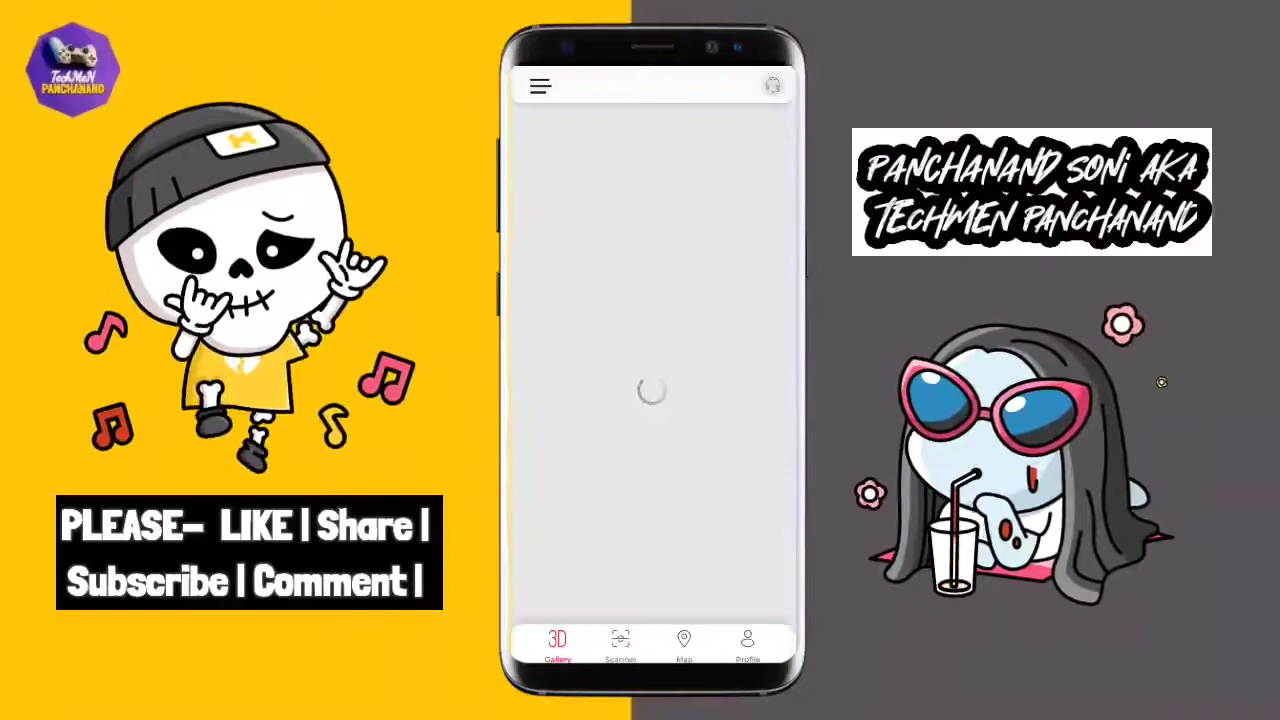 TechMeN
PANCHANAND
PANCHANAND SONI AKA
TECHMEN PANCHANAND
PLEASE- LIKE | Share |
Subscribe | Comment |
3D
Gallery
Scanner
Map
Profile